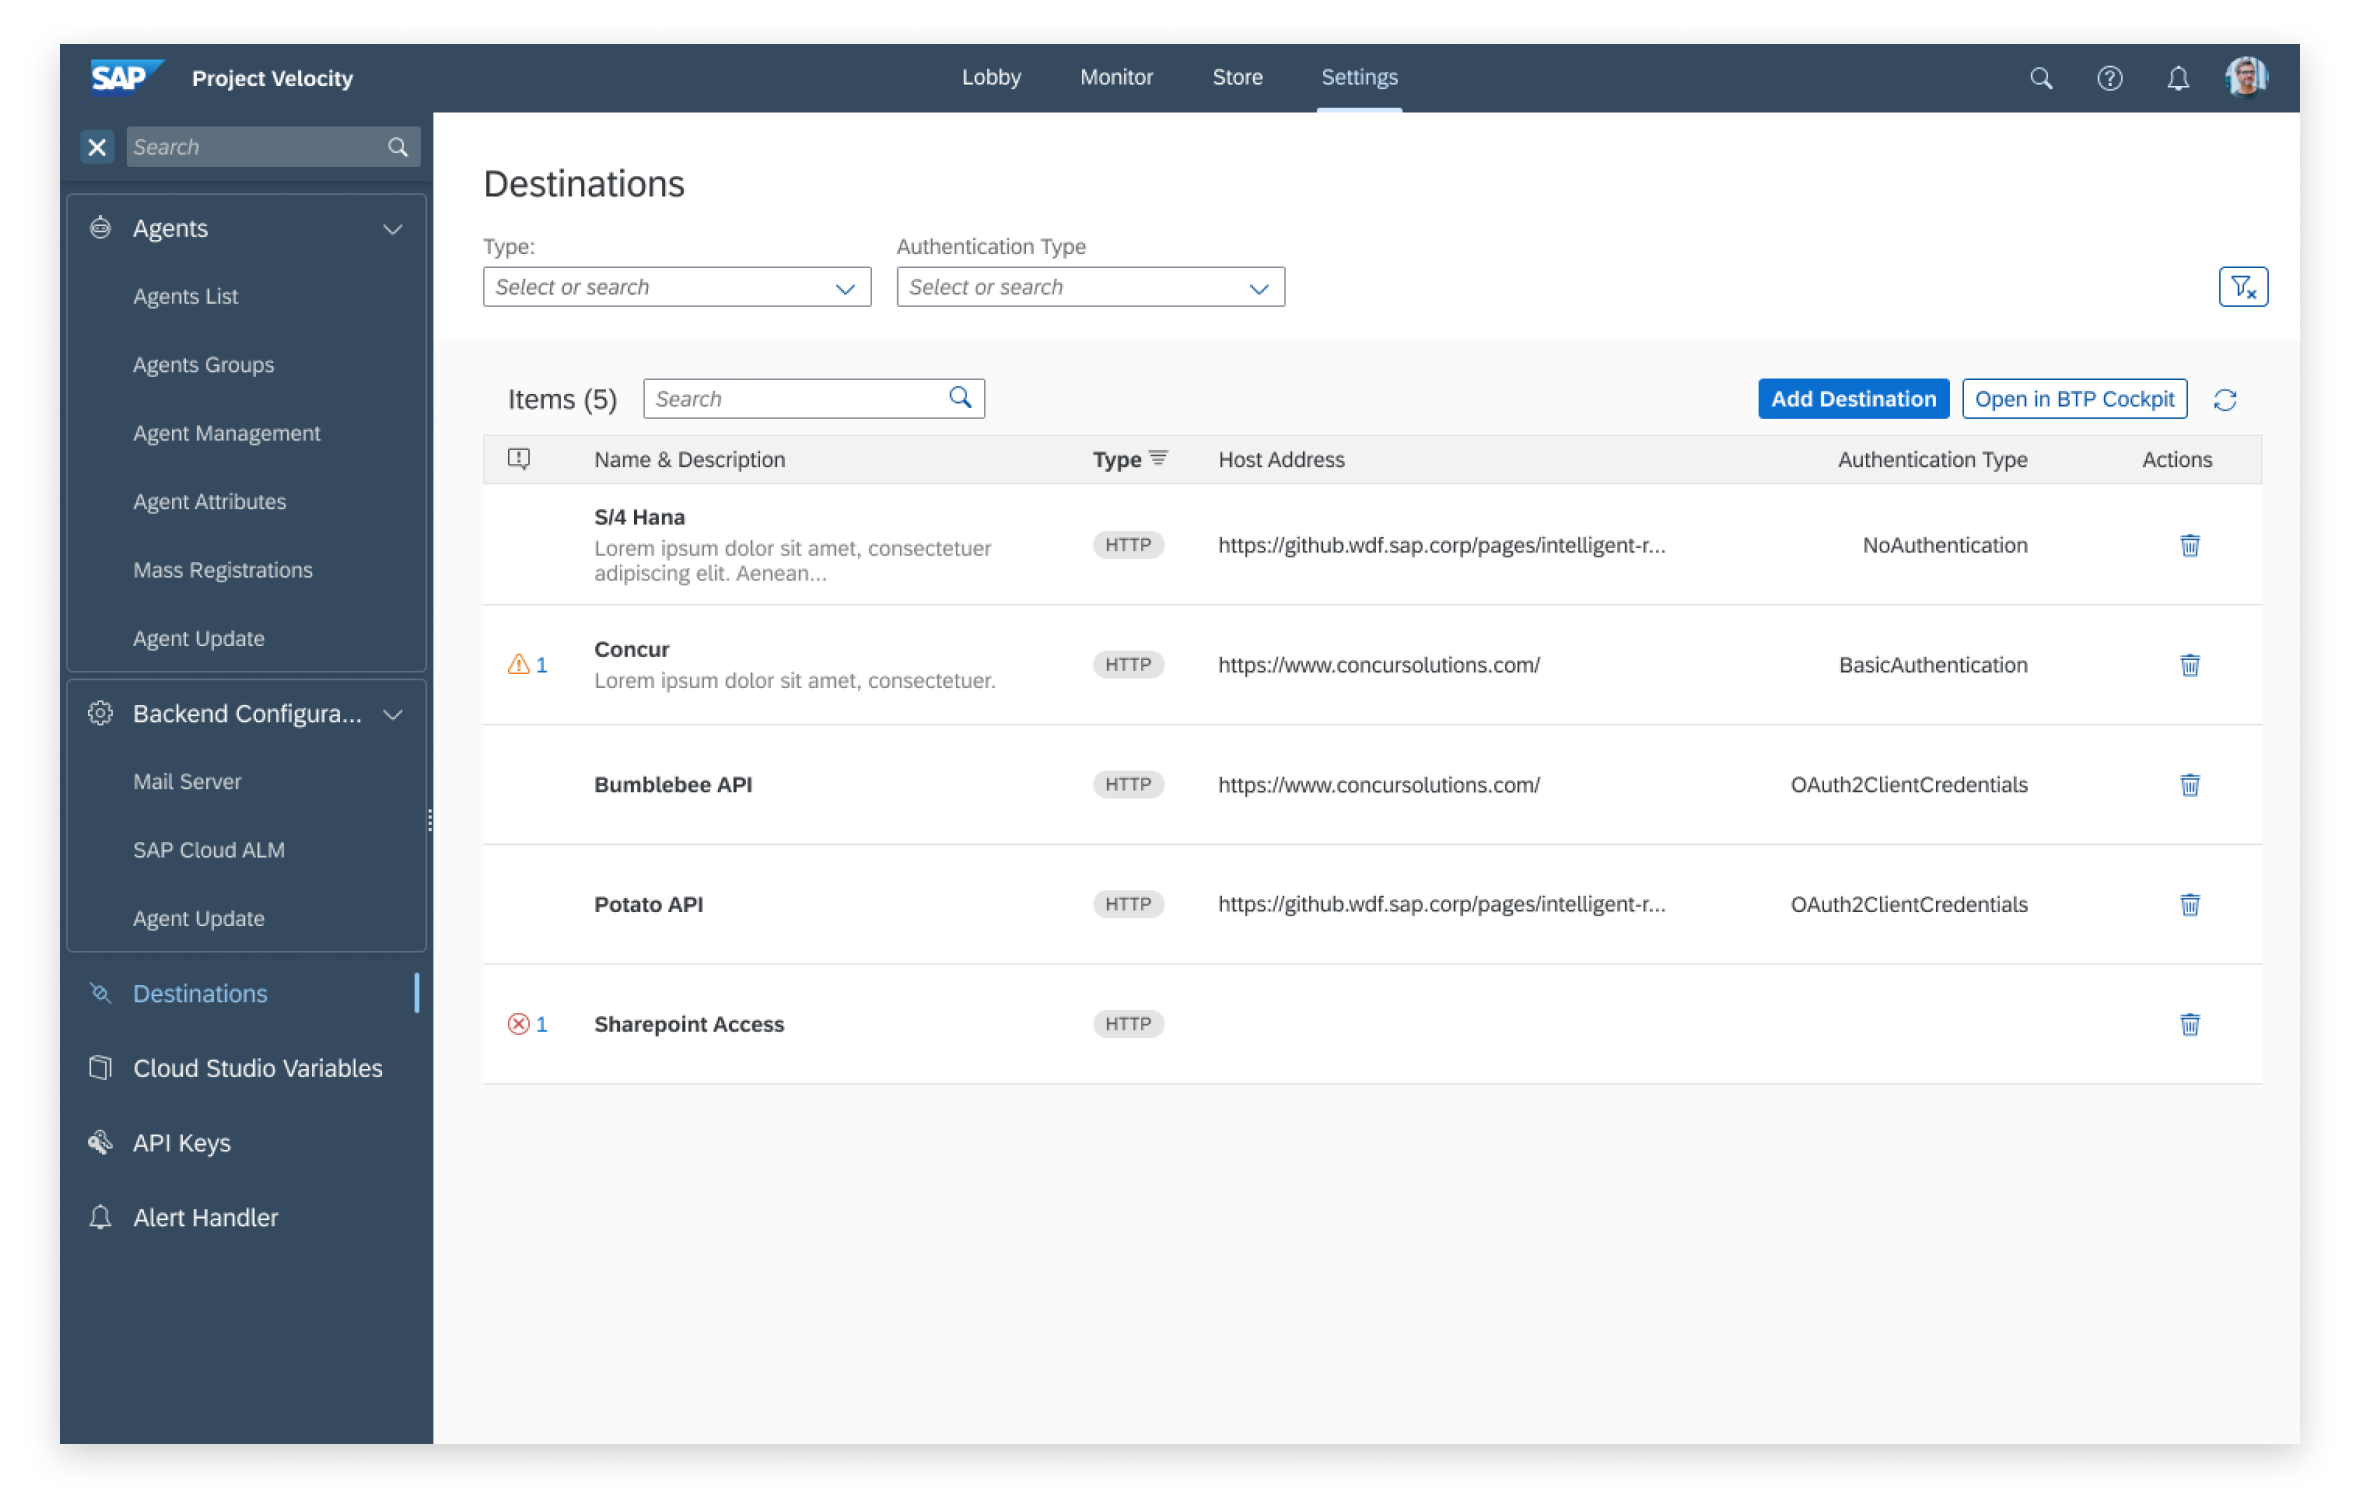 SAP Project Velocity
Lobby Monitor Store Settings
Search
Agents
Agents List
Agents Groups
Agent Management
Agent Attributes
Mass Registrations
Agent Update
Backend Configura...
Mail Server
SAP Cloud ALM
Agent Update
Destinations
Cloud Studio Variables
API Keys
Alert Handler
Destinations
Type: Authentication Type
Select or search Select or search
Items (5) Search Add Destination Open in BTP Cockpit
Name & Description Type Host Address Authentication Type Actions
S/4 Hana
Lorem ipsum dolor sit amet, consectetuer
adipiscing elit. Aenean...
HTTP https://github.wdf.sap.corp/pages/intelligent-r... NoAuthentication
1 Concur
Lorem ipsum dolor sit amet, consectetuer.
HTTP https://www.concursolutions.com/ BasicAuthentication
Bumblebee API HTTP https://www.concursolutions.com/ OAuth2ClientCredentials
Potato API HTTP https://github.wdf.sap.corp/pages/intelligent-r... OAuth2ClientCredentials
1 Sharepoint Access HTTP